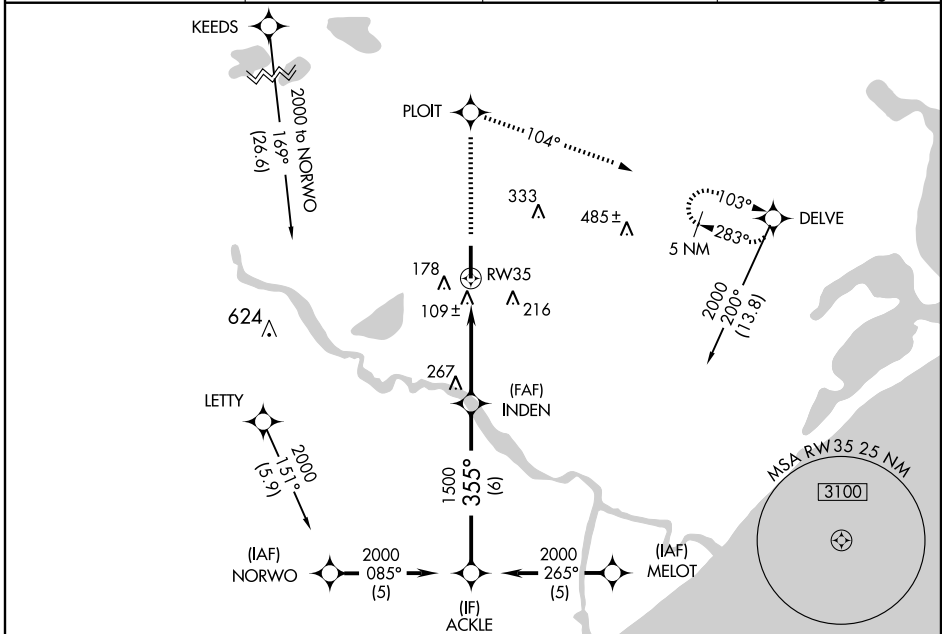 KEEDS
2000 to NORWO
169°
(26.6)
PLOIT
104°
333
485±
103°
283°
DELVE
5 NM
178
RW35
109±
216
2000
200°
(13.8)
624
267
(FAF)
INDEN
LETTY
2000
151°
(5.9)
1500
355°
(6)
MSA RW35 25 NM
3100
(IAF)
NORWO
2000
085°
(5)
2000
265°
(5)
(IAF)
MELOT
(IF)
ACKLE